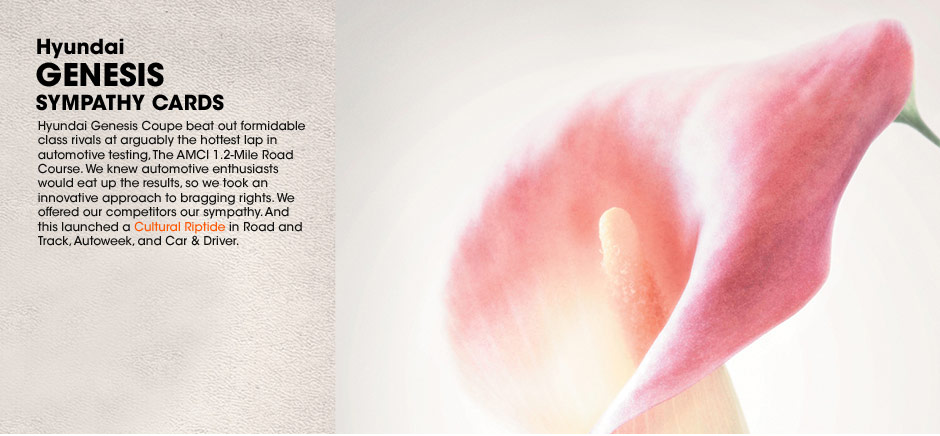 Hyundai
GENESIS
SYMPATHY CARDS
Hyundai Genesis Coupe beat out formidable
class rivals at arguably the hottest lap in
automotive testing, The AMCI 1.2-Mile Road
Course. We knew automotive enthusiasts
would eat up the results, so we took an
innovative approach to bragging rights. We
offered our competitors our sympathy. And
this launched a Cultural Riptide in Road and
Track, Autoweek, and Car & Driver.